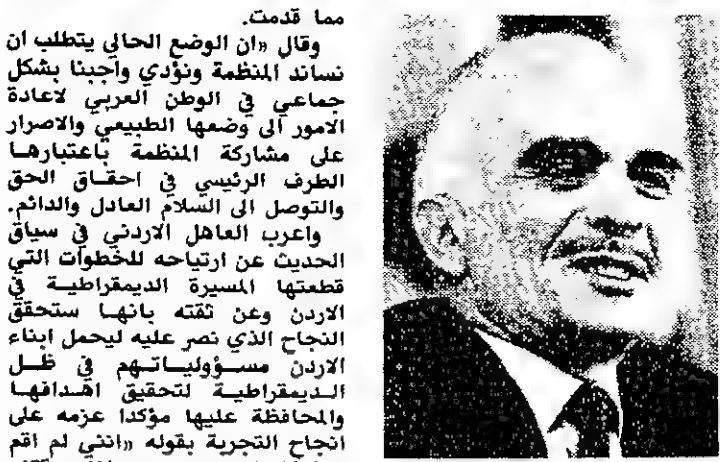 مما قدمت.
وقال «ان الوضع الحالي يتطلب ان
نساند المنظمة ونؤدي واجبنا بشكل
جماعي في الوطن العربي لاعادة
الامور الى وضعها الطبيعي والاصرار
على مشاركة المنظمة باعتبارها
الطرف الرئيسي في احقاق الحق
والتوصل الى السلام العادل والدائم.
واعرب العاهل الاردني في سياق
الحديث عن ارتياحه للخطوات التي
قطعتها المسيرة الديمقراطية في
الاردن وعن ثقته بانها ستحقق
النجاح الذي نصر عليه ليحمل ابناء
الاردن مسؤولياتهم في ظل
الديمقراطية لتحقيق اهدافها
والمحافظة عليها مؤكدا عزمه على
انجاح التجربة بقوله «انني لم اقم